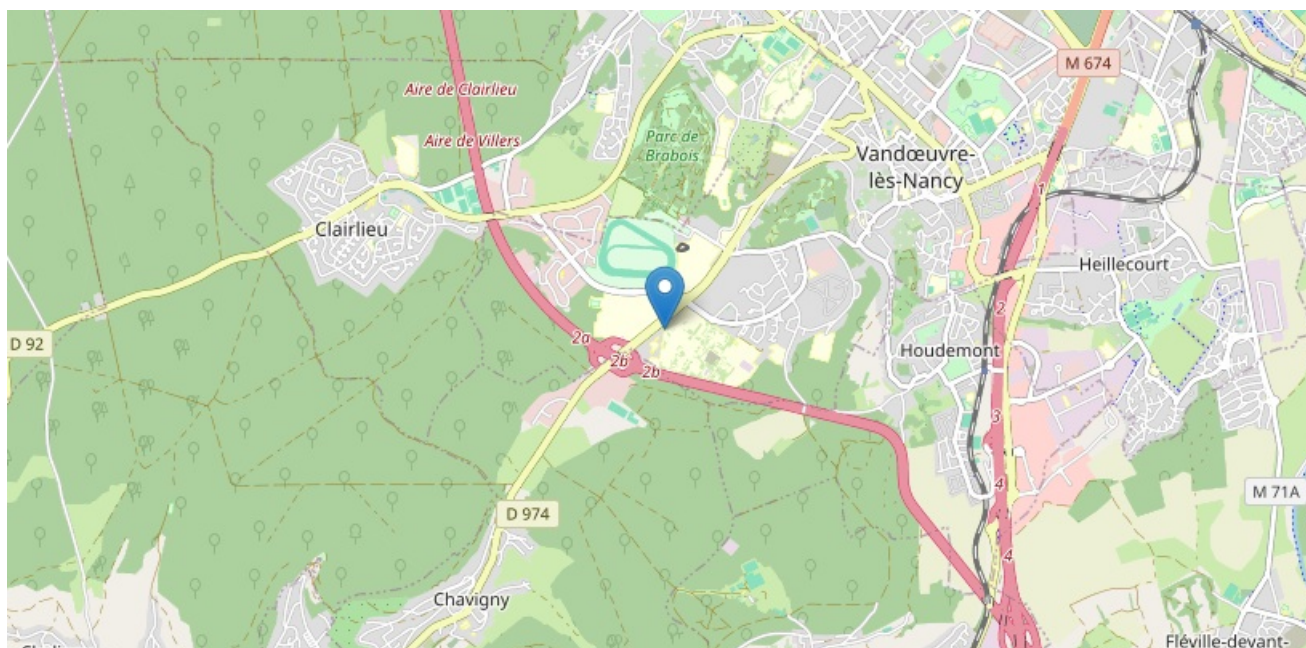 M 674
Aire de Clairlieu
Aire de Villers
Parc de
Brabois
Vandœuvre-
lès-Nancy
1
Clairlieu
Heillecourt
2
D 92
2a
2b
2b
Houdemont
3
4
M 71A
D 974
4
Chavigny
Fléville-devant-